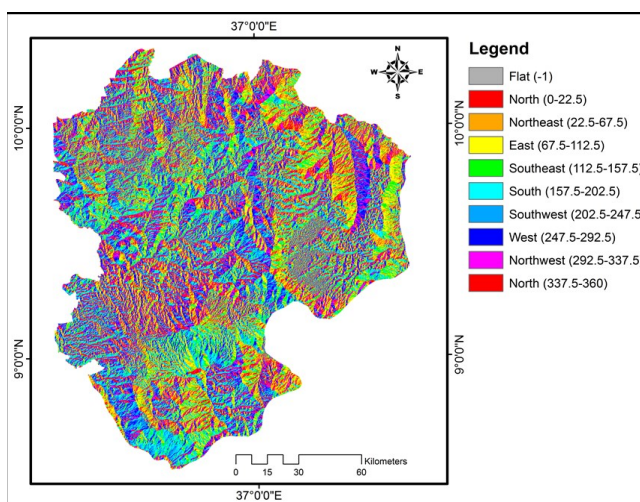 37°0'0"E
N
W E
S
10°0'0"N
10°0'0"N
9°0'0"N
9°0'0"N
Kilometers
0 15 30 60
37°0'0"E
Legend
Flat (-1)
North (0-22.5)
Northeast (22.5-67.5)
East (67.5-112.5)
Southeast (112.5-157.5)
South (157.5-202.5)
Southwest (202.5-247.5)
West (247.5-292.5)
Northwest (292.5-337.5)
North (337.5-360)